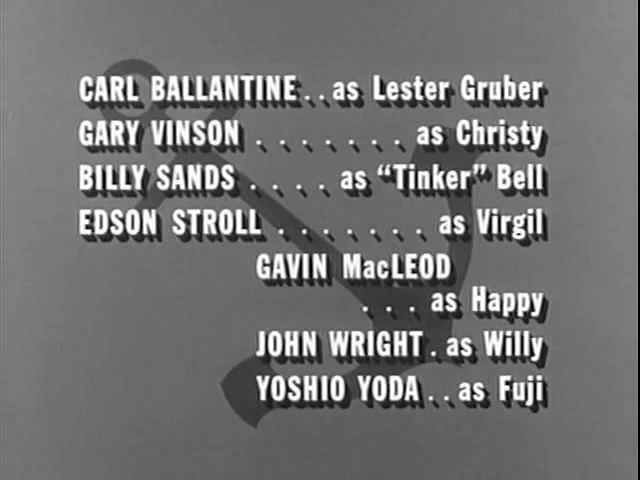 CARL BALLANTINE . . as Lester Gruber
GARY VINSON . . . . . . . as Christy
BILLY SANDS . . . . as “Tinker” Bell
EDSON STROLL . . . . . . . as Virgil
GAVIN MacLEOD
. . . as Happy
JOHN WRIGHT . as Willy
YOSHIO YODA . . as Fuji